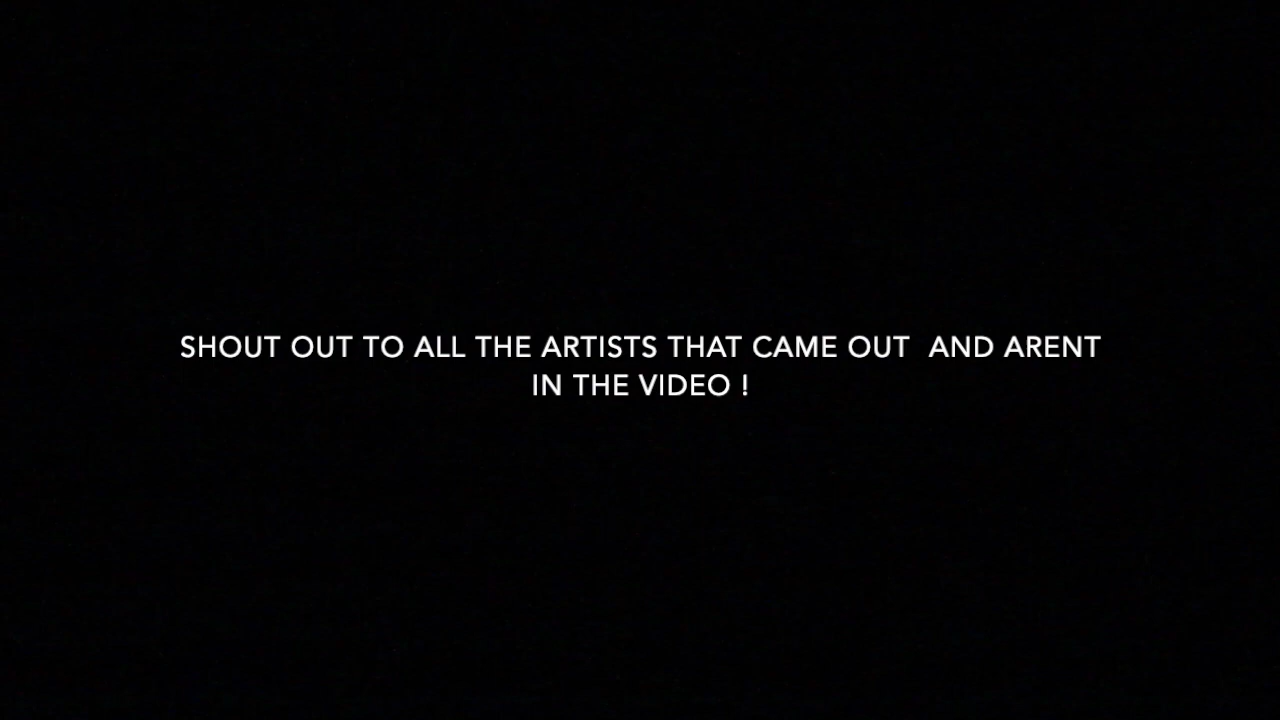 SHOUT OUT TO ALL THE ARTISTS THAT CAME OUT  AND ARENT
IN THE VIDEO !